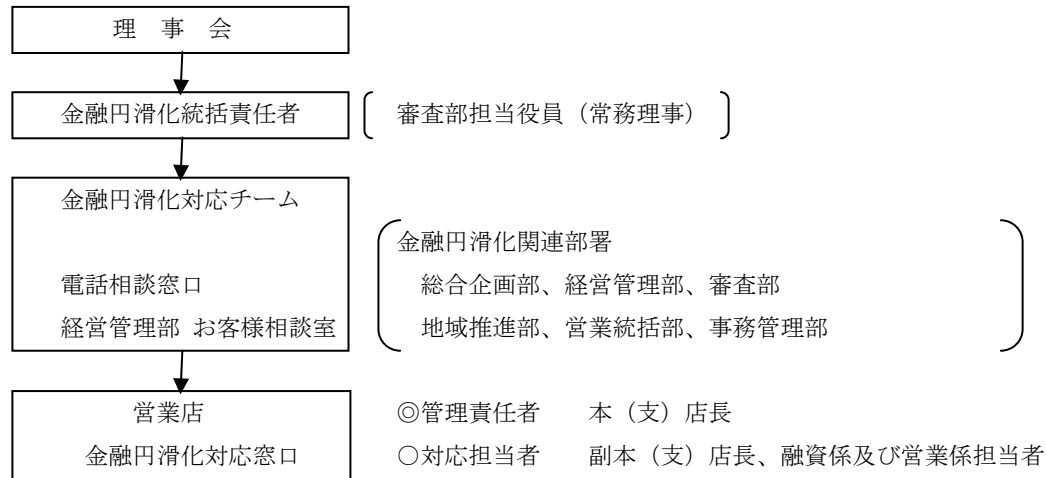 理 事 会
金融円滑化統括責任者 審査部担当役員(常務理事)
金融円滑化対応チーム
金融円滑化関連部署
電話相談窓口 総合企画部、経営管理部、審査部
経営管理部 お客様相談室 地域推進部、営業統括部、事務管理部
営業店 ◎管理責任者 本(支)店長
金融円滑化対応窓口 ○対応担当者 副本(支)店長、融資係及び営業係担当者